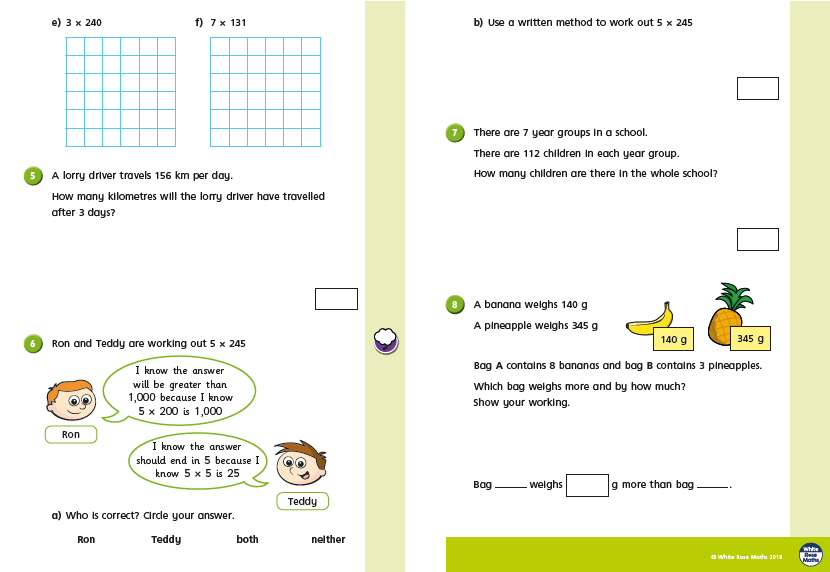 e) 3 × 240
f) 7 × 131
5
A lorry driver travels 156 km per day.
How many kilometres will the lorry driver have travelled
after 3 days?
6
Ron and Teddy are working out 5 × 245
I know the answer
will be greater than
1,000 because I know
5 × 200 is 1,000
Ron
I know the answer
should end in 5 because I
know 5 × 5 is 25
Teddy
a) Who is correct? Circle your answer.
Ron Teddy both neither
b) Use a written method to work out 5 × 245
7
There are 7 year groups in a school.
There are 112 children in each year group.
How many children are there in the whole school?
8
A banana weighs 140 g
A pineapple weighs 345 g
140 g
345 g
Bag A contains 8 bananas and bag B contains 3 pineapples.
Which bag weighs more and by how much?
Show your working.
Bag _____ weighs g more than bag _____ .
© White Rose Maths 2019
White
Rose
Maths